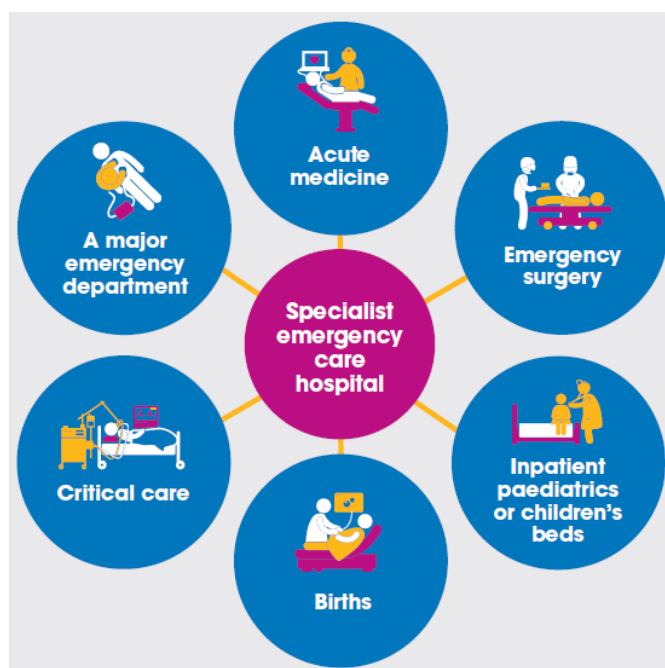 Acute
medicine
A major
emergency
department
Emergency
surgery
Specialist
emergency
care
hospital
Critical care
Inpatient
paediatrics
or children's
beds
Births